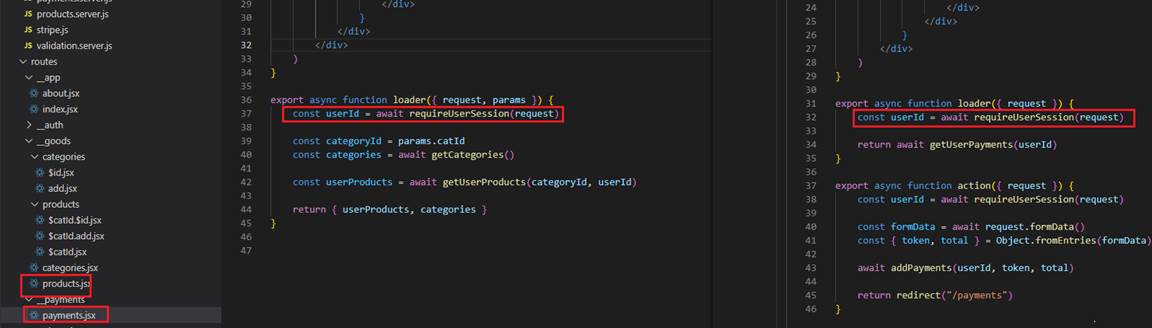 payments.server.js
products.server.js
stripe.js
validation.server.js
routes
__app
about.jsx
index.jsx
__auth
__goods
categories
$id.jsx
add.jsx
products
$catId.$id.jsx
$catId.add.jsx
$catId.jsx
categories.jsx
products.jsx
__payments
payments.jsx
29 </div>
30 }
31 </div>
32 </div>
33 )
34 }
35
36 export async function loader({ request, params }) {
37 const userId = await requireUserSession(request)
38
39 const categoryId = params.catId
40 const categories = await getCategories()
41
42 const userProducts = await getUserProducts(categoryId, userId)
43
44 return { userProducts, categories }
45 }
46
47
24 </div>
25 </div>
26 }
27 </div>
28 )
29 }
30
31 export async function loader({ request }) {
32 const userId = await requireUserSession(request)
33
34 return await getUserPayments(userId)
35 }
36
37 export async function action({ request }) {
38 const userId = await requireUserSession(request)
39
40 const formData = await request.formData()
41 const { token, total } = Object.fromEntries(formData)
42
43 await addPayments(userId, token, total)
44
45 return redirect("/payments")
46 }